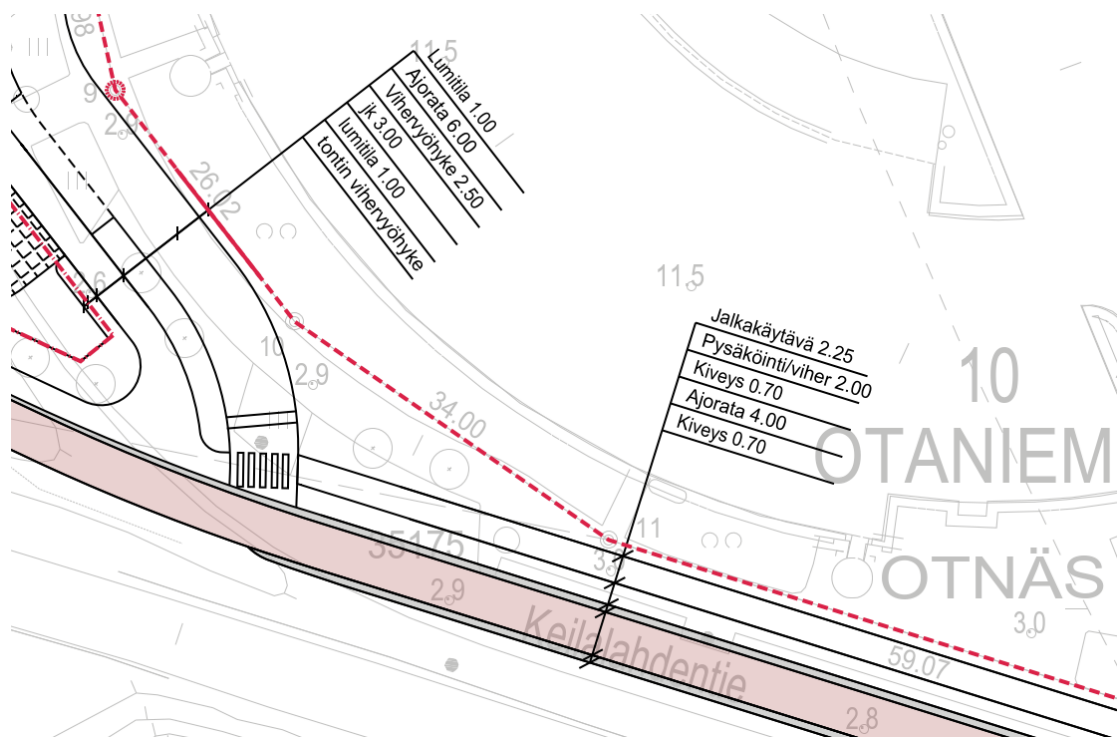 98
11.5
Lumitila 1.00
Ajorata 6.00
Vihervyöhyke 2.50
jk 3.00
lumitila 1.00
tontin vihervyöhyke
9
2.9
26.02
2.6
11.5
10
2.9
34.00
Jalkakäytävä 2.25
Pysäköinti/viher 2.00
Kiveys 0.70
Ajorata 4.00
Kiveys 0.70
10
OTANIEM
OTNÄS
11
35175
2.9
Keilalahdentie
59.07
3.0
2.8